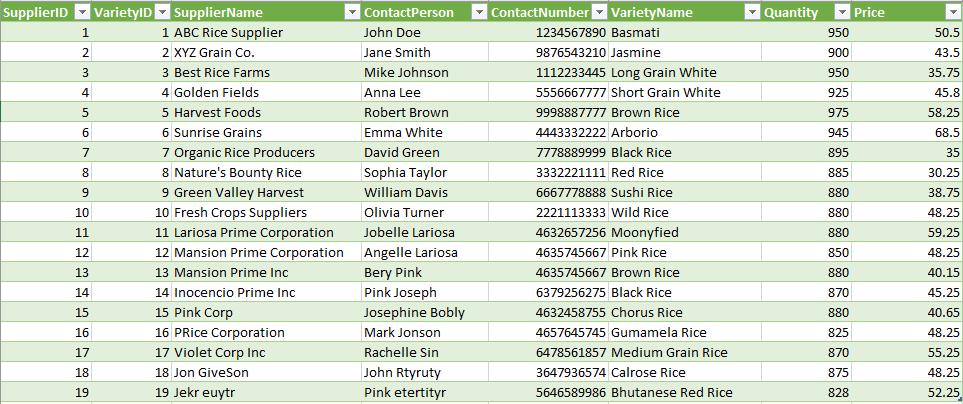 SupplierID VarietyID SupplierName ContactPerson ContactNumber VarietyName Quantity Price
1 1 ABC Rice Supplier John Doe 1234567890 Basmati 950 50.5
2 2 XYZ Grain Co. Jane Smith 9876543210 Jasmine 900 43.5
3 3 Best Rice Farms Mike Johnson 1112233445 Long Grain White 950 35.75
4 4 Golden Fields Anna Lee 5556667777 Short Grain White 925 45.8
5 5 Harvest Foods Robert Brown 9998887777 Brown Rice 975 58.25
6 6 Sunrise Grains Emma White 4443332222 Arborio 945 68.5
7 7 Organic Rice Producers David Green 7778889999 Black Rice 895 35
8 8 Nature's Bounty Rice Sophia Taylor 3332221111 Red Rice 885 30.25
9 9 Green Valley Harvest William Davis 6667778888 Sushi Rice 880 38.75
10 10 Fresh Crops Suppliers Olivia Turner 2221113333 Wild Rice 880 48.25
11 11 Lariosa Prime Corporation Jobelle Lariosa 4632657256 Moonyfied 880 59.25
12 12 Mansion Prime Corporation Angelle Lariosa 4635745667 Pink Rice 850 48.25
13 13 Mansion Prime Inc Bery Pink 4635745667 Brown Rice 880 40.15
14 14 Inocencio Prime Inc Pink Joseph 6379256275 Black Rice 870 45.25
15 15 Pink Corp Josephine Bobly 4632458755 Chorus Rice 880 40.65
16 16 PRice Corporation Mark Jonson 4657645745 Gumamela Rice 825 48.25
17 17 Violet Corp Inc Rachelle Sin 6478561857 Medium Grain Rice 870 55.25
18 18 Jon GiveSon John Rtyruty 3647936574 Calrose Rice 875 48.25
19 19 Jekr euytr Pink etertityr 5646589986 Bhutanese Red Rice 828 52.25